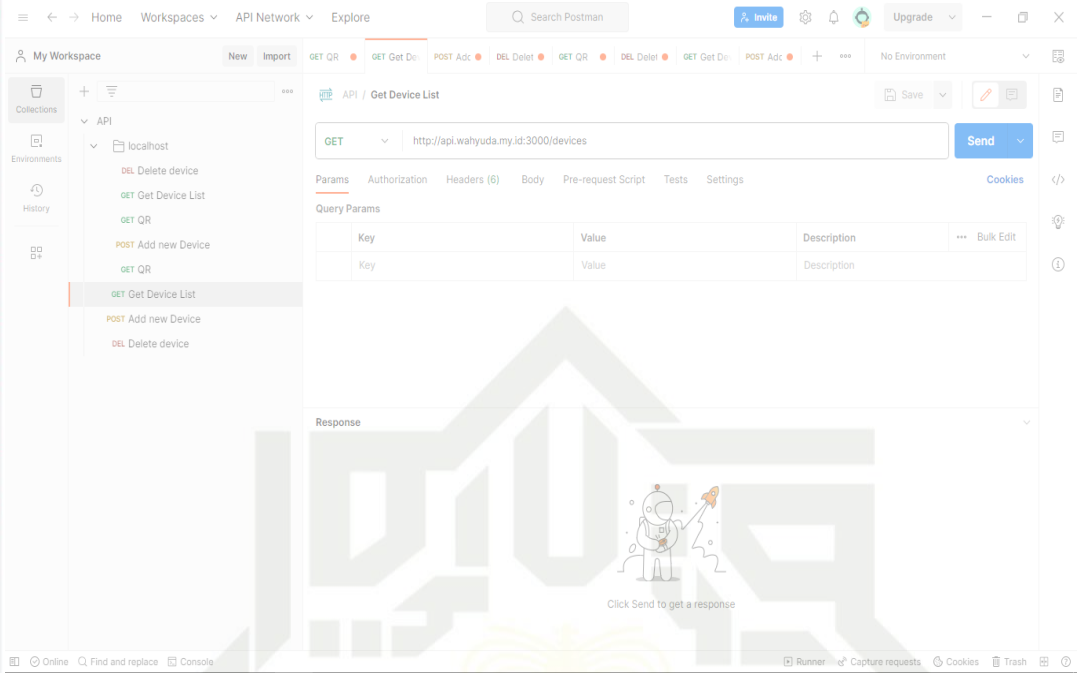 Home Workspaces API Network Explore Search Postman Invite Upgrade
My Workspace New Import GET QR GET Get De POST Adc DEL Delet GET QR DEL Delet GET Get De POST Adc No Environment
Collections
Environments
History
API
localhost
DEL Delete device
GET Get Device List
GET QR
POST Add new Device
GET QR
GET Get Device List
POST Add new Device
DEL Delete device
HTTP API / Get Device List Save
GET http://api.wahyuda.my.id:3000/devices Send
Params Authorization Headers (6) Body Pre-request Script Tests Settings Cookies
Query Params
Key Value Description Bulk Edit
Key Value Description
Response
Click Send to get a response
Online Find and replace Console Runner Capture requests Cookies Trash